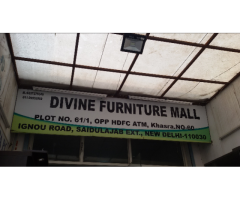 DIVINE FURNITURE MALL
PLOT NO. 61/1, OPP HDFC ATM, Khasra,NO.60
IGNOU ROAD, SAIDULAJAB EXT., NEW DELHI-110030